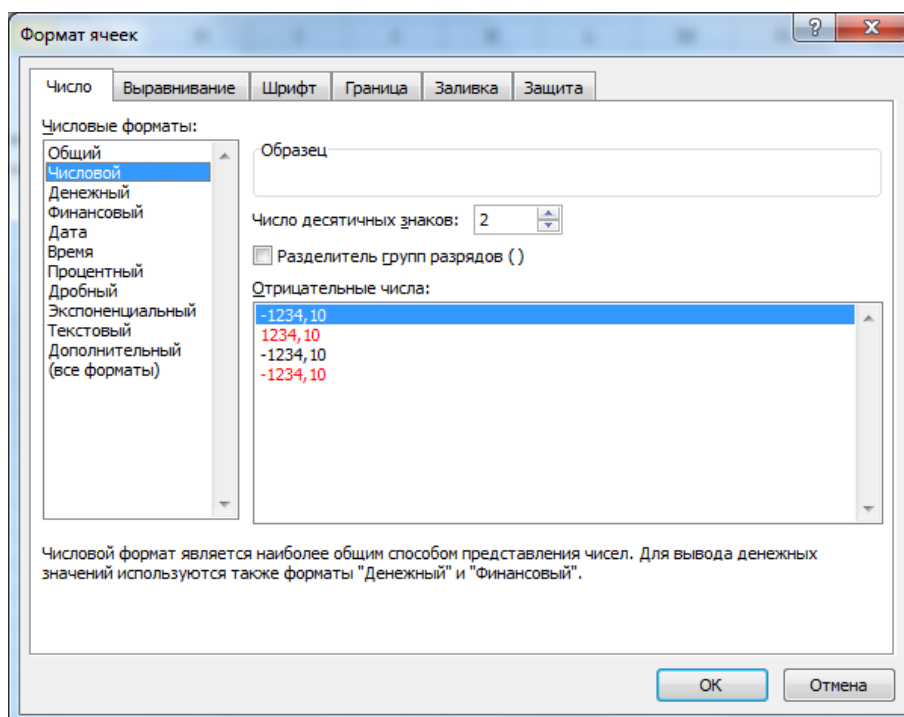 Формат ячеек
Число Выравнивание Шрифт Граница Заливка Защита
Числовые форматы:
Общий
Числовой
Денежный
Финансовый
Дата
Время
Процентный
Дробный
Экспоненциальный
Текстовый
Дополнительный
(все форматы)
Образец
Число десятичных знаков: 2
Разделитель групп разрядов ( )
Отрицательные числа:
-1234,10
1234,10
-1234,10
-1234,10
Числовой формат является наиболее общим способом представления чисел. Для вывода денежных
значений используются также форматы "Денежный" и "Финансовый".
ОК Отмена